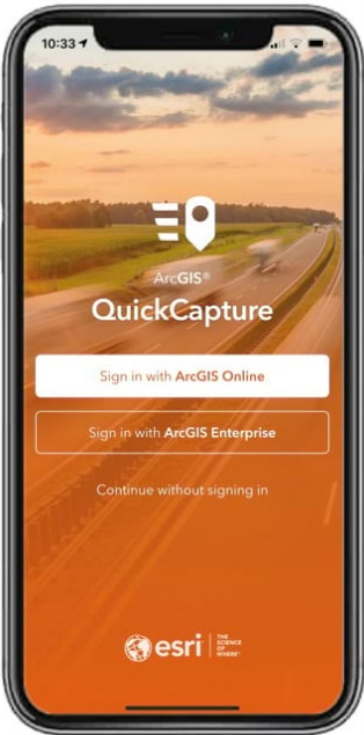 10:33
ArcGIS®
QuickCapture
Sign in with ArcGIS Online
Sign in with ArcGIS Enterprise
Continue without signing in
esri
THE
SCIENCE
OF
WHERE™